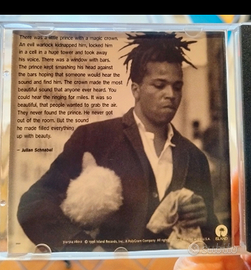 There was a little prince with a magic crown.
An evil warlock kidnapped him, locked him
in a cell in a huge tower and took away
his voice. There was a window with bars.
The prince kept smashing his head against
the bars hoping that someone would hear the
sound and find him. The crown made the most
beautiful sound that anyone ever heard. You
could hear the ringing for miles. It was so
beautiful, that people wanted to grab the air.
They never found the prince. He never got
out of the room. But the sound
he made filled everything
up with beauty.
– Julian Schnabel
Island Records, Inc.
ISLAND